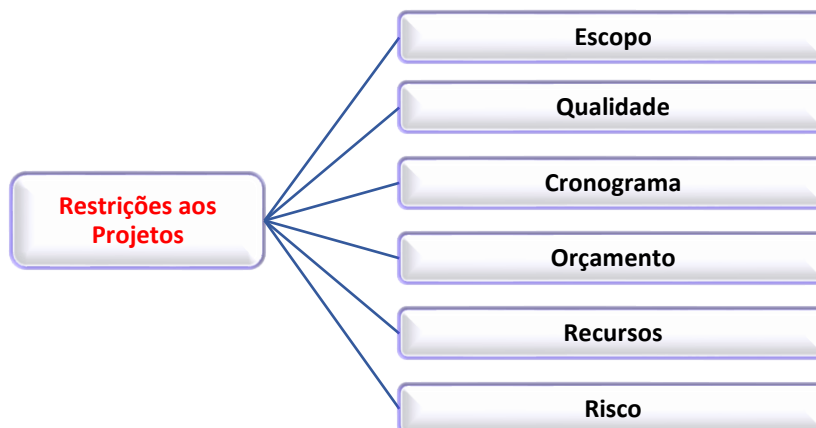 Restrições aos
Projetos
Escopo
Qualidade
Cronograma
Orçamento
Recursos
Risco